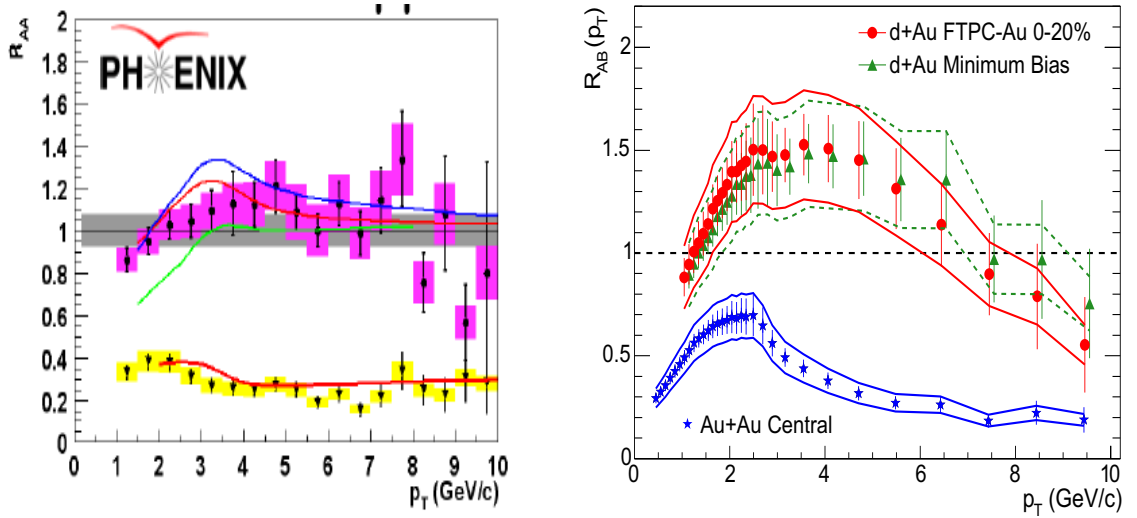 R_AA
2
1.8
1.6
1.4
1.2
1
0.8
0.6
0.4
0.2
0
PHENIX
0 1 2 3 4 5 6 7 8 9 10
p_T (GeV/c)
R_AB(p_T)
2
1.5
1
0.5
0
d+Au FTPC-Au 0-20%
d+Au Minimum Bias
Au+Au Central
0 2 4 6 8 10
p_T (GeV/c)